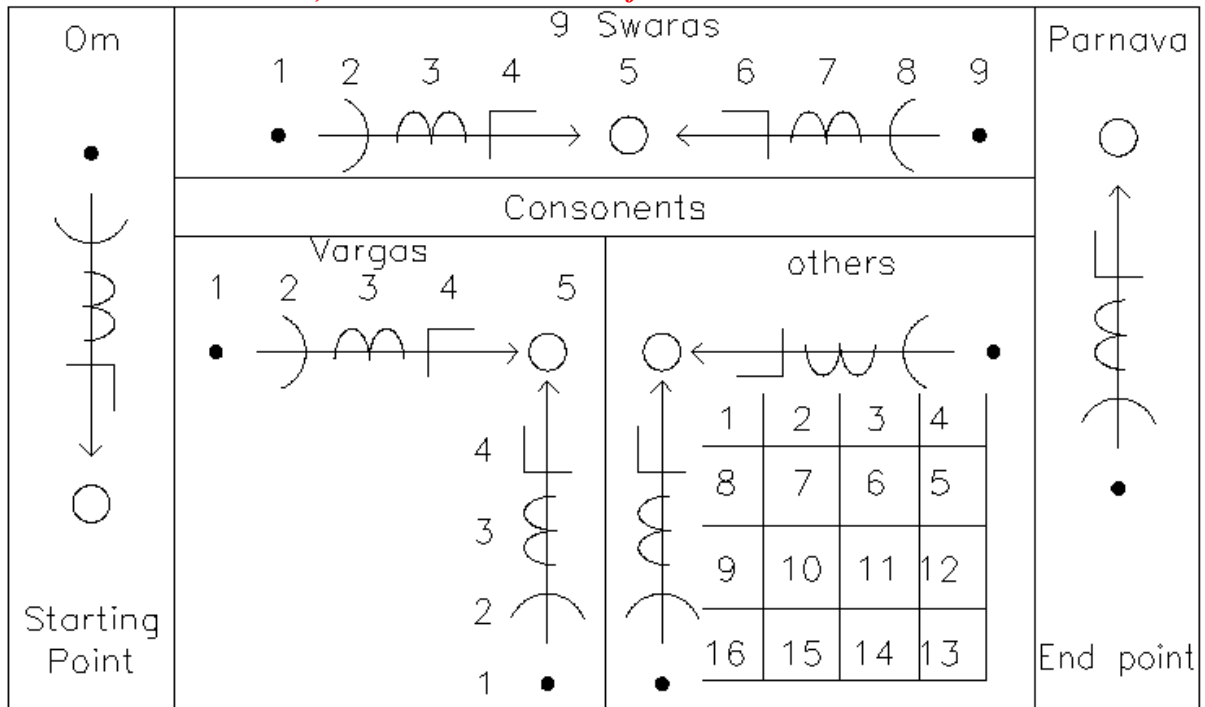 Om
9 Swaras
Parnava
1 2 3 4 5 6 7 8 9
Consonents
Vargas
others
1 2 3 4 5
1 2 3 4
4
8 7 6 5
3
9 10 11 12
2
Starting
Point
16 15 14 13
End point
1